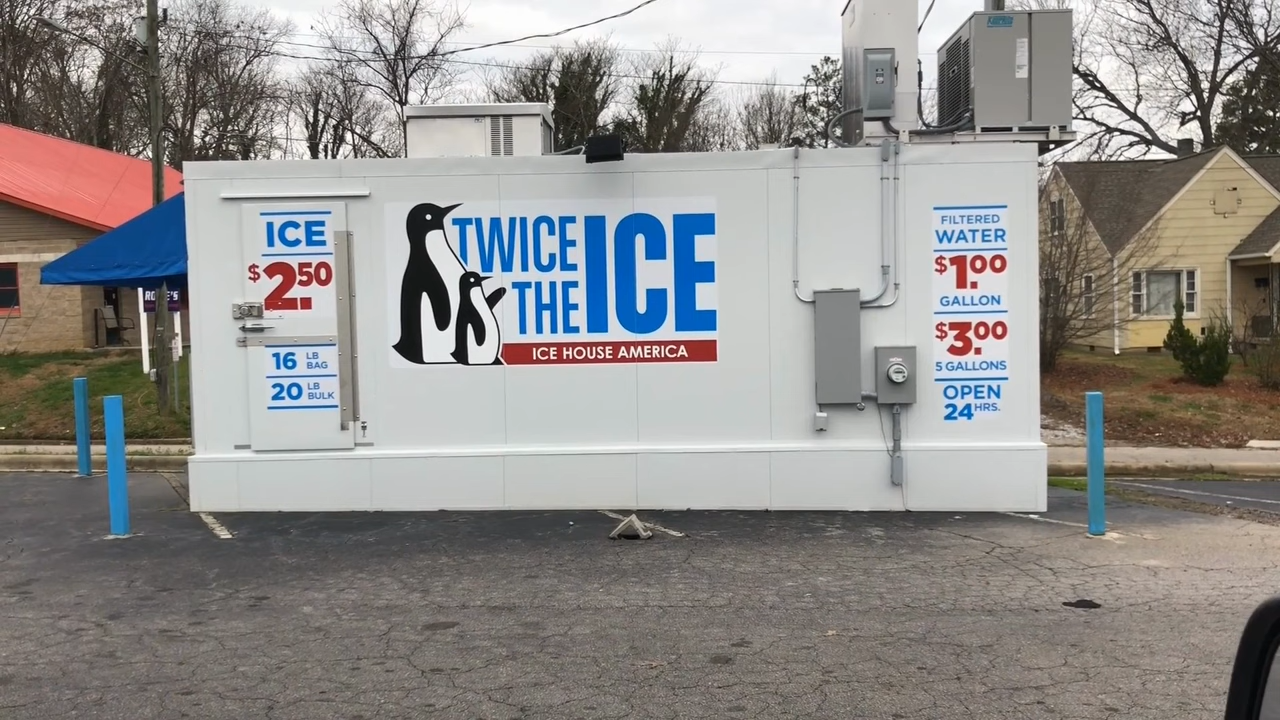 ICE
$2.50
16 LB BAG
20 LB BULK
TWICE
THE ICE
ICE HOUSE AMERICA
FILTERED
WATER
$1.00
GALLON
$3.00
5 GALLONS
OPEN
24 HRS.